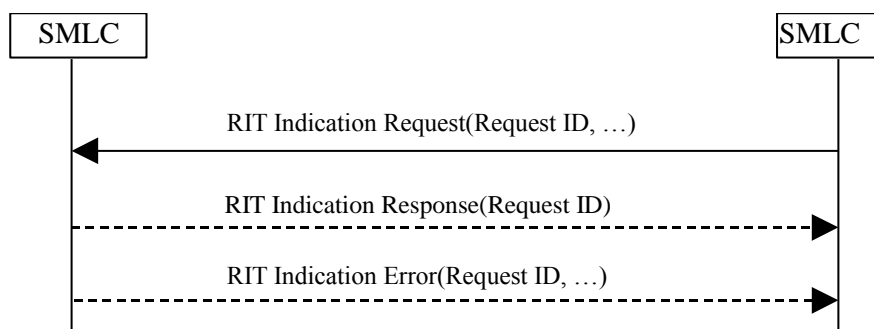 SMLC
SMLC
RIT Indication Request(Request ID, …)
RIT Indication Response(Request ID)
RIT Indication Error(Request ID, …)